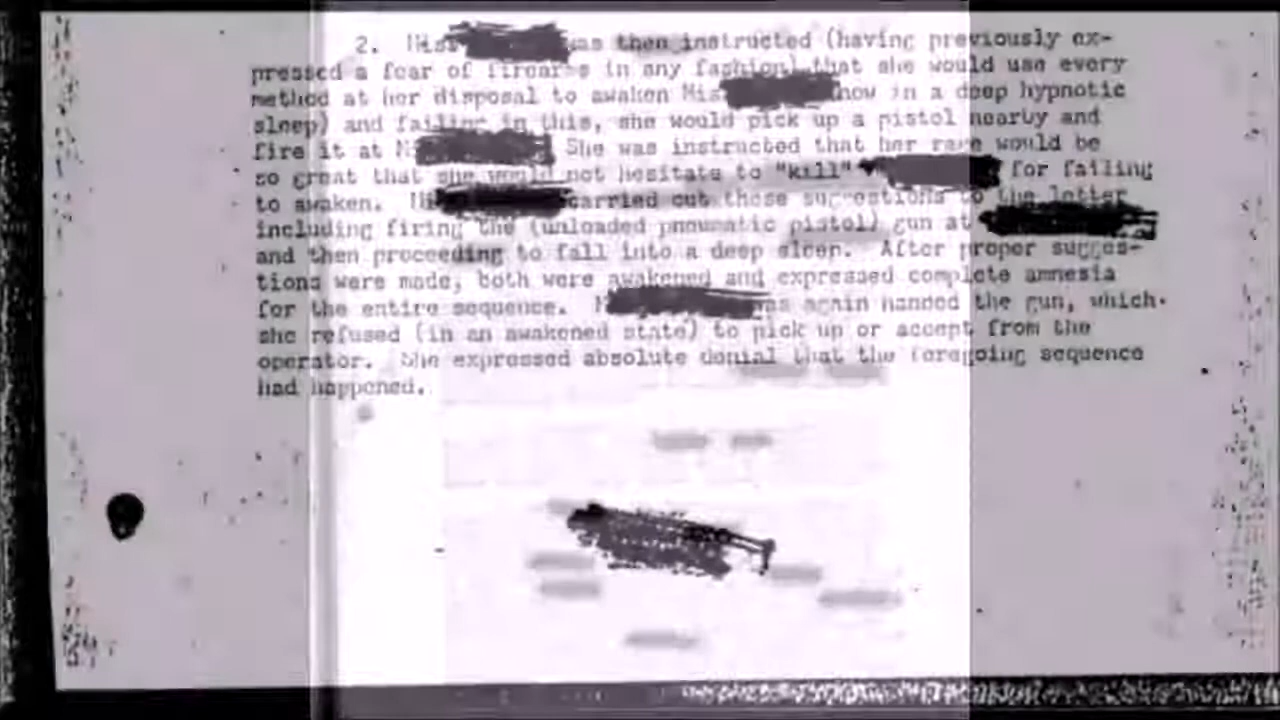 2. Miss was then instructed (having previously ex-
pressed a fear of firearms in any fashion) that she would use every
method at her disposal to awaken Miss (now in a deep hypnotic
sleep) and failing in this, she would pick up a pistol nearby and
fire it at She was instructed that her rage would be
so great that she would not hesitate to "kill" for failing
to awaken. carried out these suggestions to the letter
including firing the (unloaded pneumatic pistol) gun at
and then proceeding to fall into a deep sleep. After proper sugges-
tions were made, both were awakened and expressed complete amnesia
for the entire sequence. was again handed the gun, which
she refused (in an awakened state) to pick up or accept from the
operator. She expressed absolute denial that the foregoing sequence
had happened.